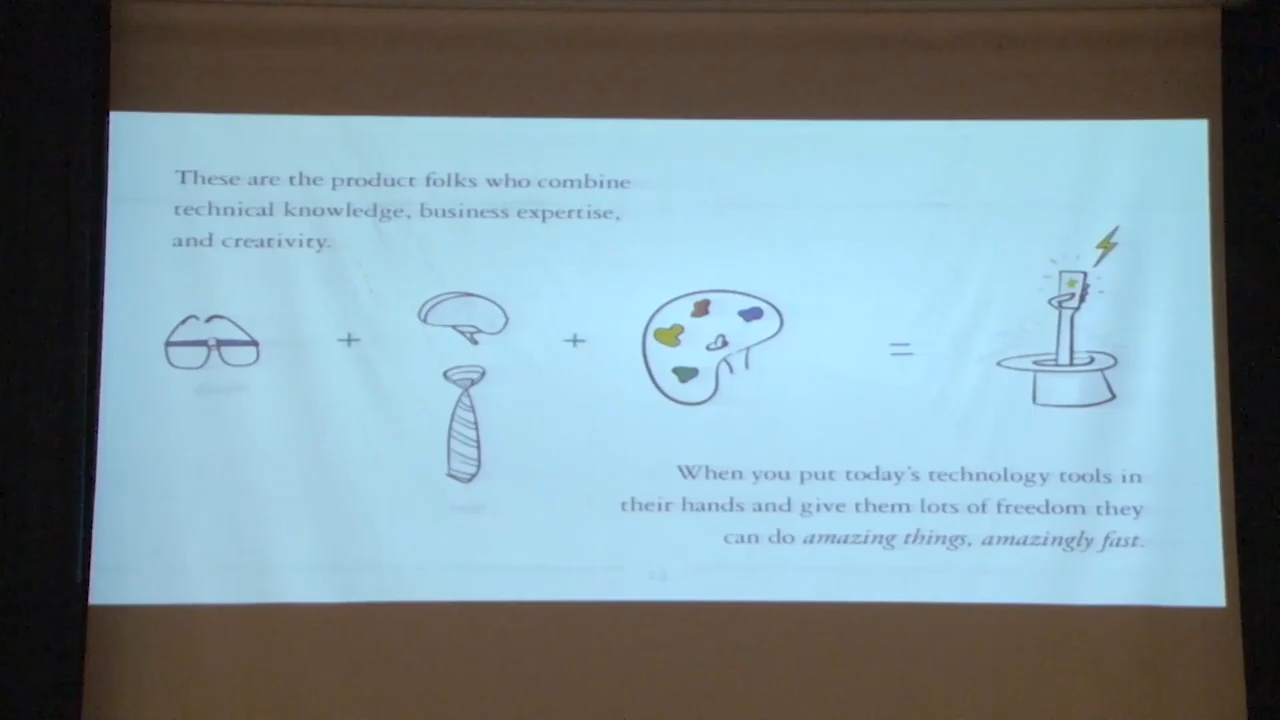 These are the product folks who combine
technical knowledge, business expertise,
and creativity.
+
+
=
When you put today's technology tools in
their hands and give them lots of freedom they
can do amazing things, amazingly fast.